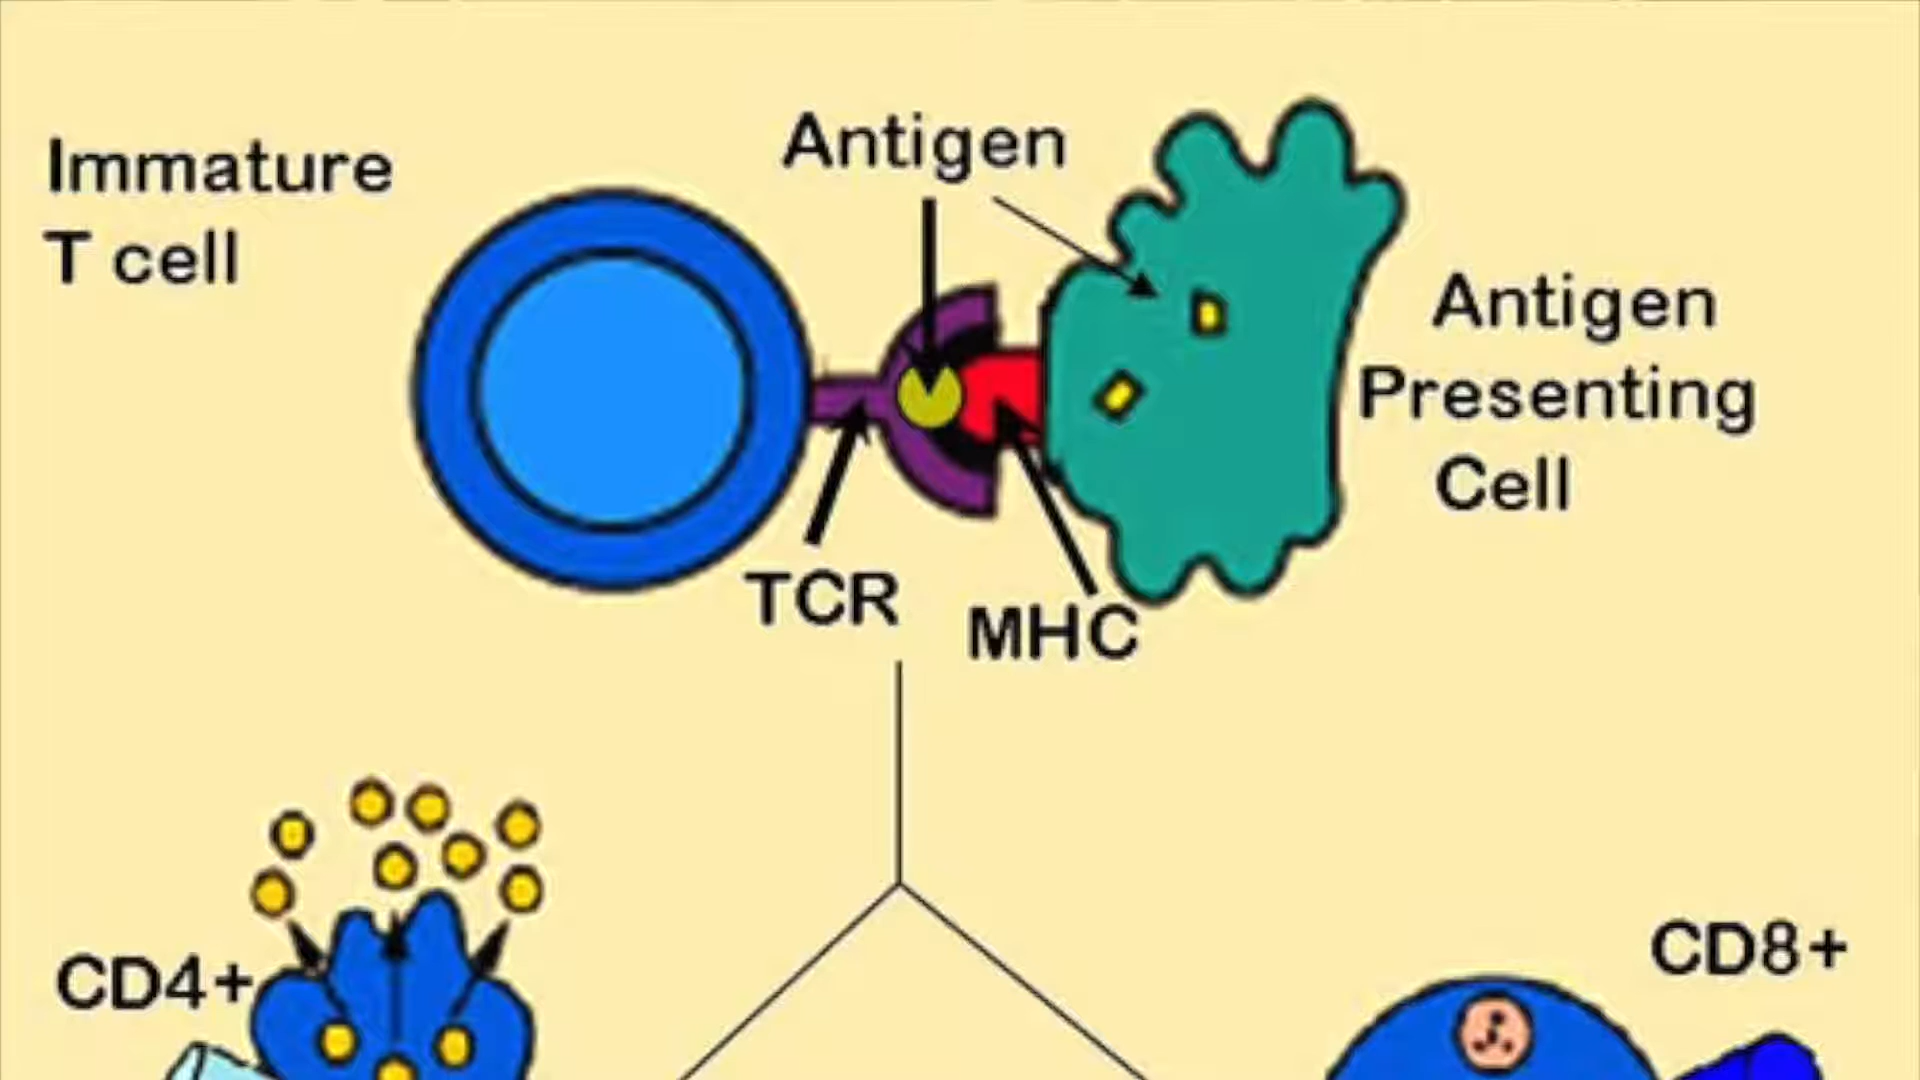 Immature
T cell
Antigen
Antigen
Presenting
Cell
TCR
MHC
CD4+
CD8+